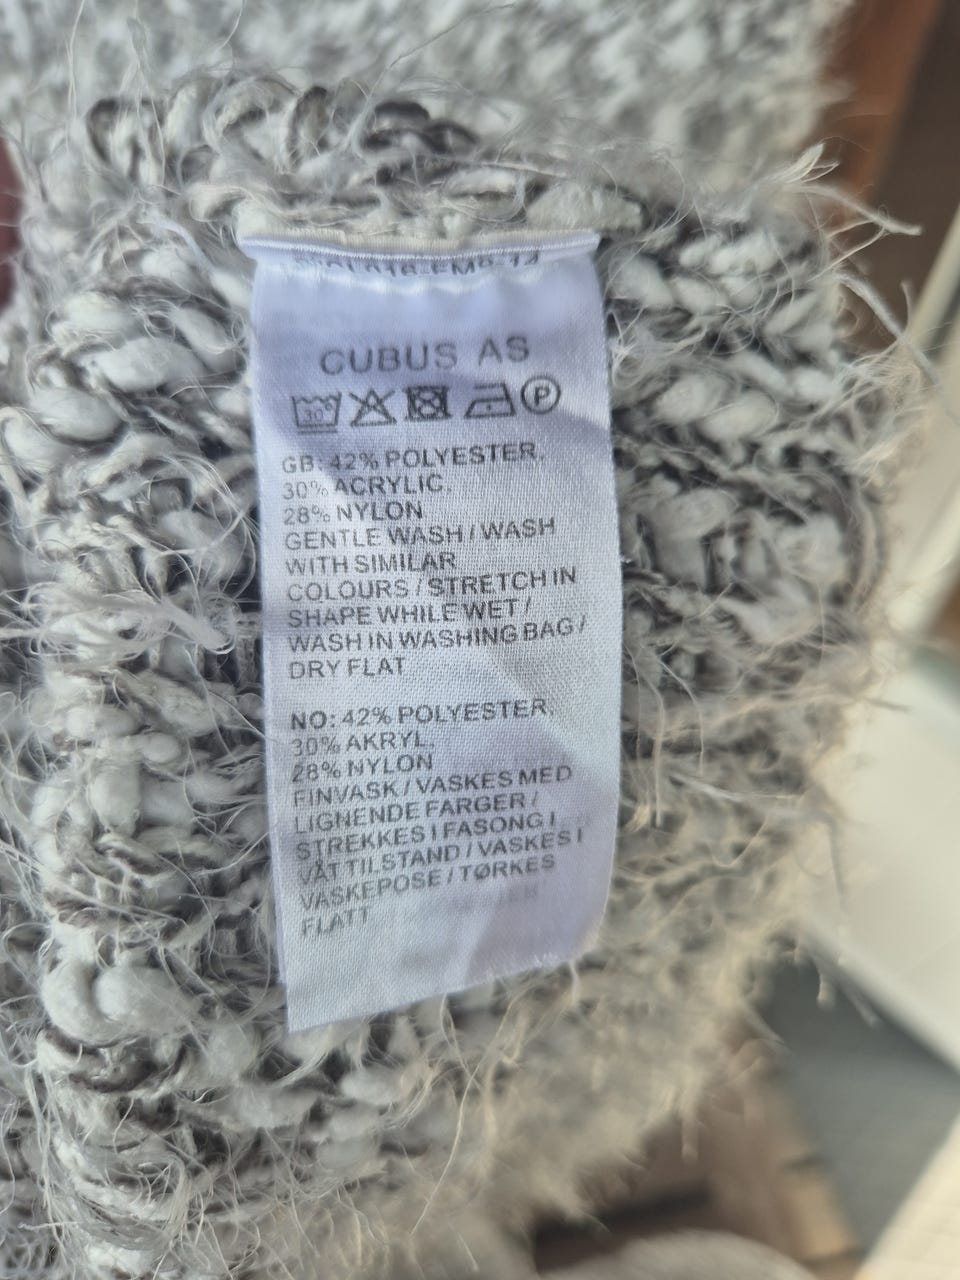 CUBUS AS
30°
P
GB: 42% POLYESTER,
30% ACRYLIC,
28% NYLON
GENTLE WASH / WASH
WITH SIMILAR
COLOURS / STRETCH IN
SHAPE WHILE WET /
WASH IN WASHING BAG /
DRY FLAT
NO: 42% POLYESTER,
30% AKRYL,
28% NYLON
FINVASK / VASKES MED
LIGNENDE FARGER /
STREKKES I FASONG I
VÅT TILSTAND / VASKES I
VASKEPOSE / TØRKES
FLATT